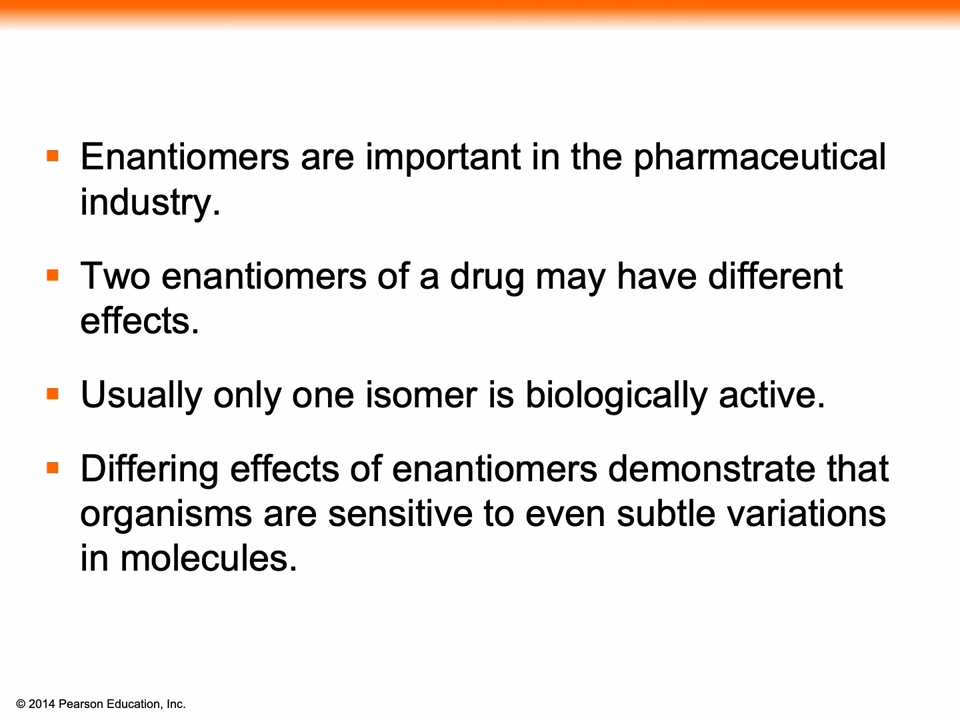 Enantiomers are important in the pharmaceutical
industry.
Two enantiomers of a drug may have different
effects.
Usually only one isomer is biologically active.
Differing effects of enantiomers demonstrate that
organisms are sensitive to even subtle variations
in molecules.
© 2014 Pearson Education, Inc.